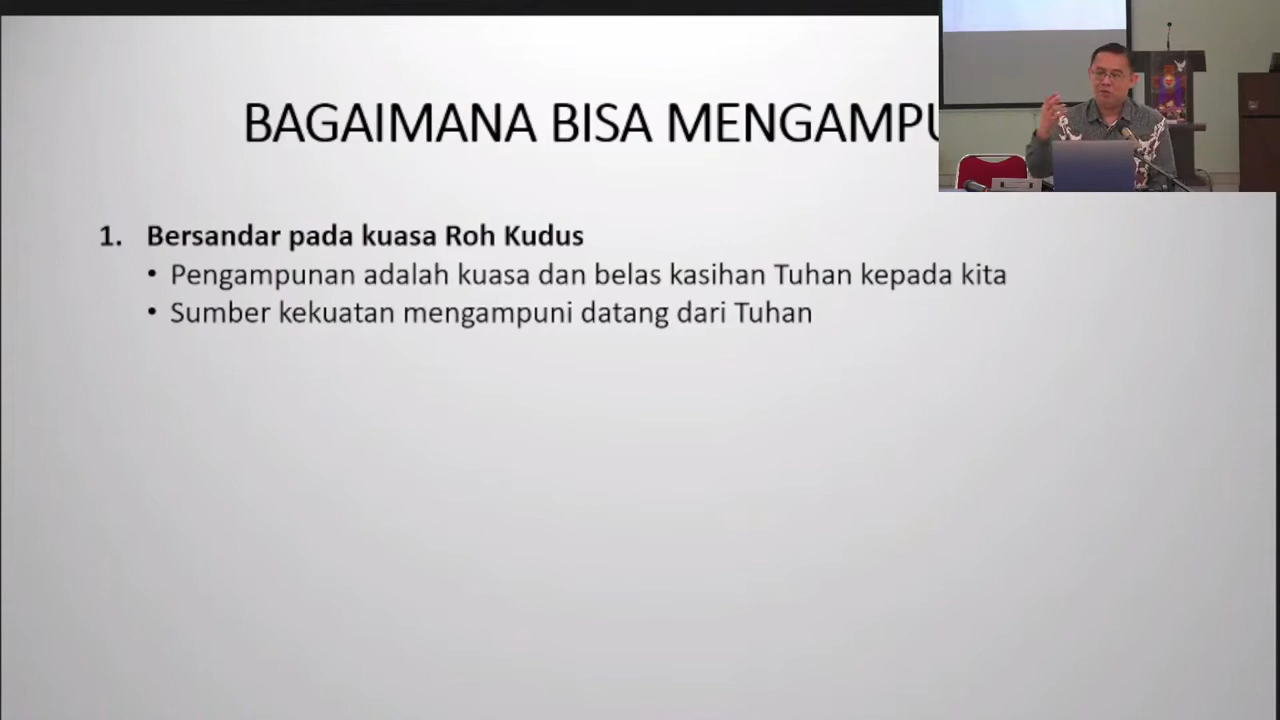 BAGAIMANA BISA
1. Bersandar pada kuasa Roh Kudus
• Pengampunan adalah kuasa dan belas kasihan Tuhan kepada kita
• Sumber kekuatan mengampuni datang dari Tuhan